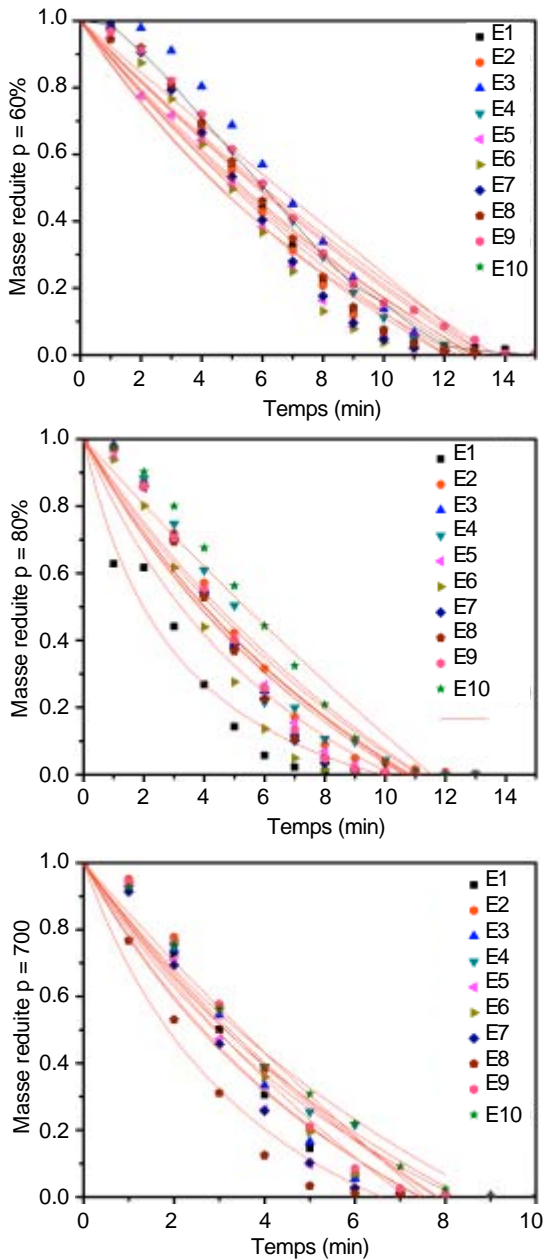 Masse reduite p = 60%
1.0
0.8
0.6
0.4
0.2
0.0
0 2 4 6 8 10 12 14
Temps (min)
E1
E2
E3
E4
E5
E6
E7
E8
E9
E10
Masse reduite p = 80%
1.0
0.8
0.6
0.4
0.2
0.0
0 2 4 6 8 10 12 14
Temps (min)
E1
E2
E3
E4
E5
E6
E7
E8
E9
E10
Masse reduite p = 700
1.0
0.8
0.6
0.4
0.2
0.0
0 2 4 6 8 10
Temps (min)
E1
E2
E3
E4
E5
E6
E7
E8
E9
E10